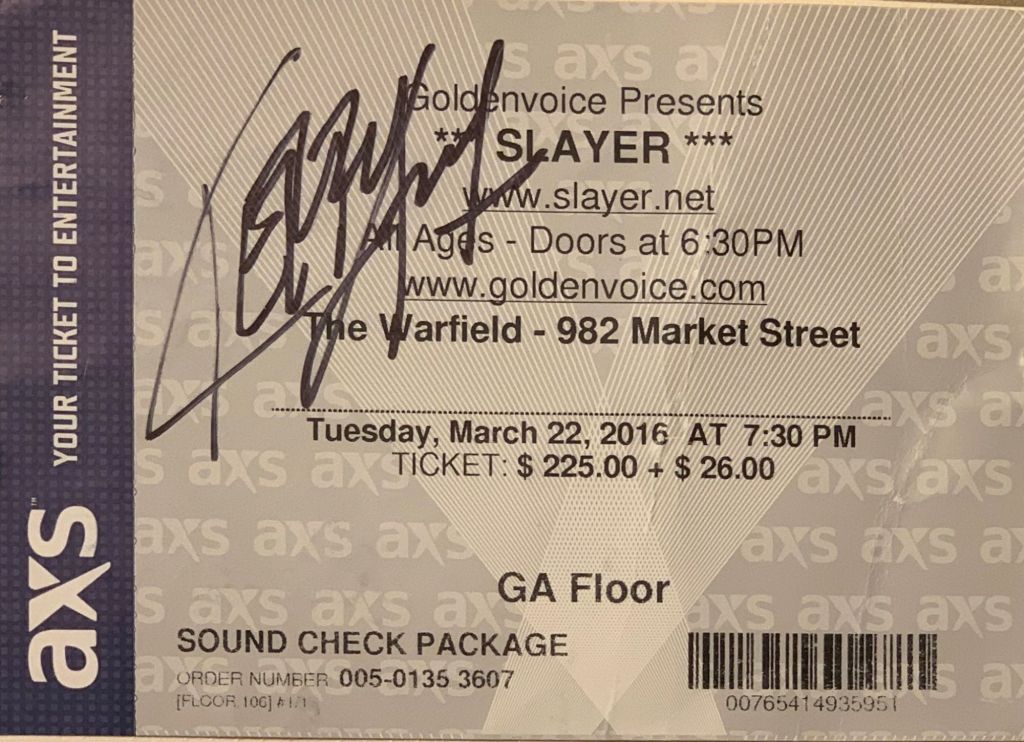 YOUR TICKET TO ENTERTAINMENT
axs™
Goldenvoice Presents
SLAYER ***
www.slayer.net
All Ages - Doors at 6:30PM
www.goldenvoice.com
The Warfield - 982 Market Street
Tuesday, March 22, 2016 AT 7:30 PM
TICKET: $ 225.00 + $ 26.00
GA Floor
SOUND CHECK PACKAGE
ORDER NUMBER 005-0135 3607
[FLOOR 100] #1/1
00765414935951